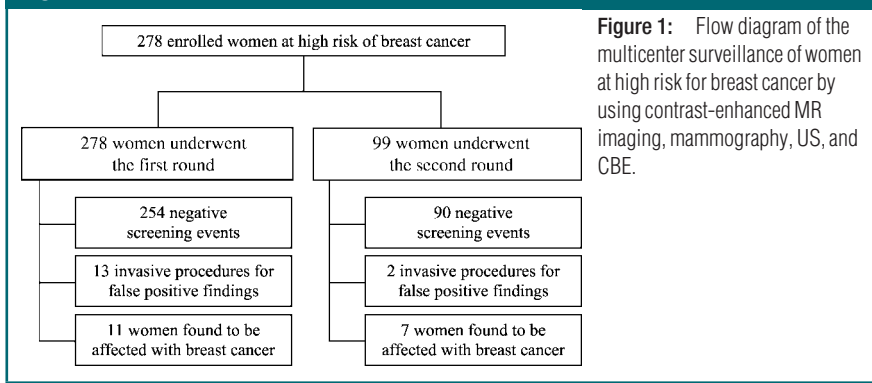 278 enrolled women at high risk of breast cancer
278 women underwent
the first round
99 women underwent
the second round
254 negative
screening events
90 negative
screening events
13 invasive procedures for
false positive findings
2 invasive procedures for
false positive findings
11 women found to be
affected with breast cancer
7 women found to be
affected with breast cancer
Figure 1: Flow diagram of the
multicenter surveillance of women
at high risk for breast cancer by
using contrast-enhanced MR
imaging, mammography, US, and
CBE.